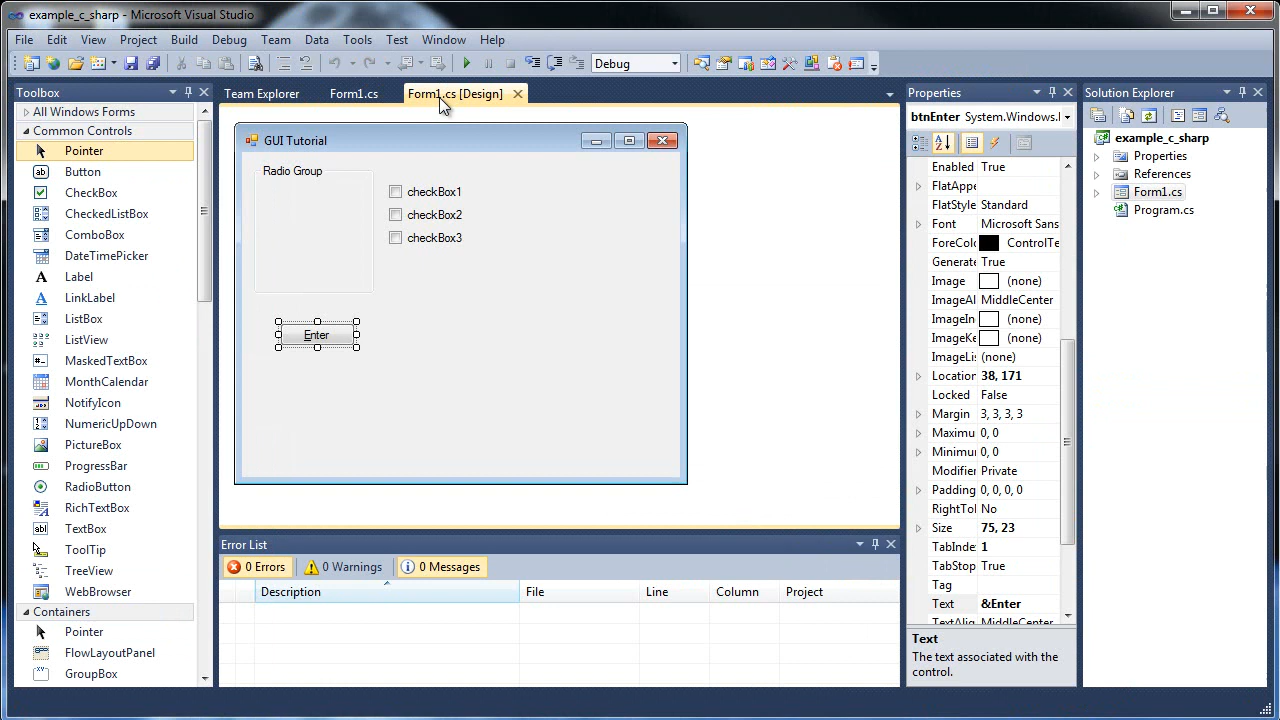 example_c_sharp - Microsoft Visual Studio
File Edit View Project Build Debug Team Data Tools Test Window Help
Debug
Toolbox
All Windows Forms
Common Controls
Pointer
Button
CheckBox
CheckedListBox
ComboBox
DateTimePicker
Label
LinkLabel
ListBox
ListView
MaskedTextBox
MonthCalendar
NotifyIcon
NumericUpDown
PictureBox
ProgressBar
RadioButton
RichTextBox
TextBox
ToolTip
TreeView
WebBrowser
Containers
Pointer
FlowLayoutPanel
GroupBox
Team Explorer Form1.cs Form1.cs [Design]
GUI Tutorial
Radio Group
checkBox1
checkBox2
checkBox3
Enter
Error List
0 Errors 0 Warnings 0 Messages
Description File Line Column Project
Properties
btnEnter System.Windows.
Enabled True
FlatAppe
FlatStyle Standard
Font Microsoft Sans
ForeColo ControlTe
Generate True
Image (none)
ImageAl MiddleCenter
ImageIn (none)
ImageKe (none)
ImageLis (none)
Location 38, 171
Locked False
Margin 3, 3, 3, 3
Maximu 0, 0
Minimu 0, 0
Modifier Private
Padding 0, 0, 0, 0
RightTo No
Size 75, 23
TabIndex 1
TabStop True
Tag
Text &Enter
TextAlig MiddleCenter
Text
The text associated with the
control.
Solution Explorer
example_c_sharp
Properties
References
Form1.cs
Program.cs